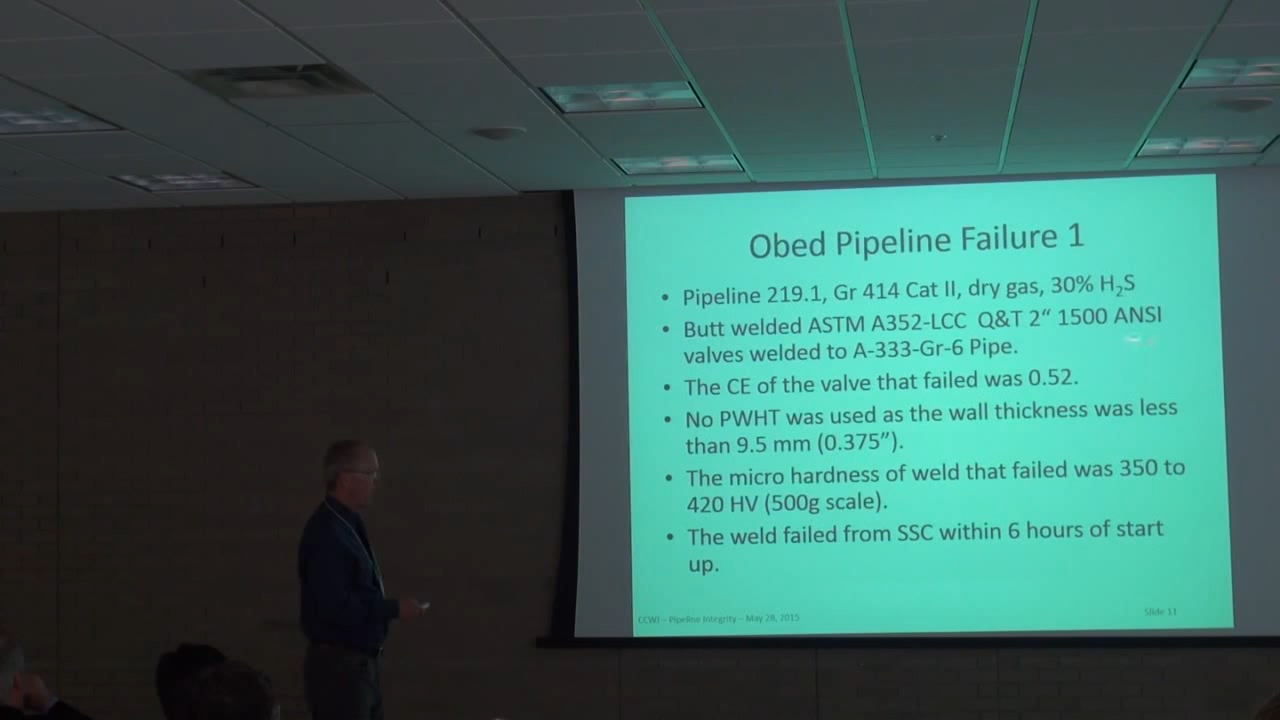 Obed Pipeline Failure 1
• Pipeline 219.1, Gr 414 Cat II, dry gas, 30% H₂S
• Butt welded ASTM A352-LCC Q&T 2“ 1500 ANSI
valves welded to A-333-Gr-6 Pipe.
• The CE of the valve that failed was 0.52.
• No PWHT was used as the wall thickness was less
than 9.5 mm (0.375”).
• The micro hardness of weld that failed was 350 to
420 HV (500g scale).
• The weld failed from SSC within 6 hours of start
up.
CCWI – Pipeline Integrity – May 28, 2015
Slide 11